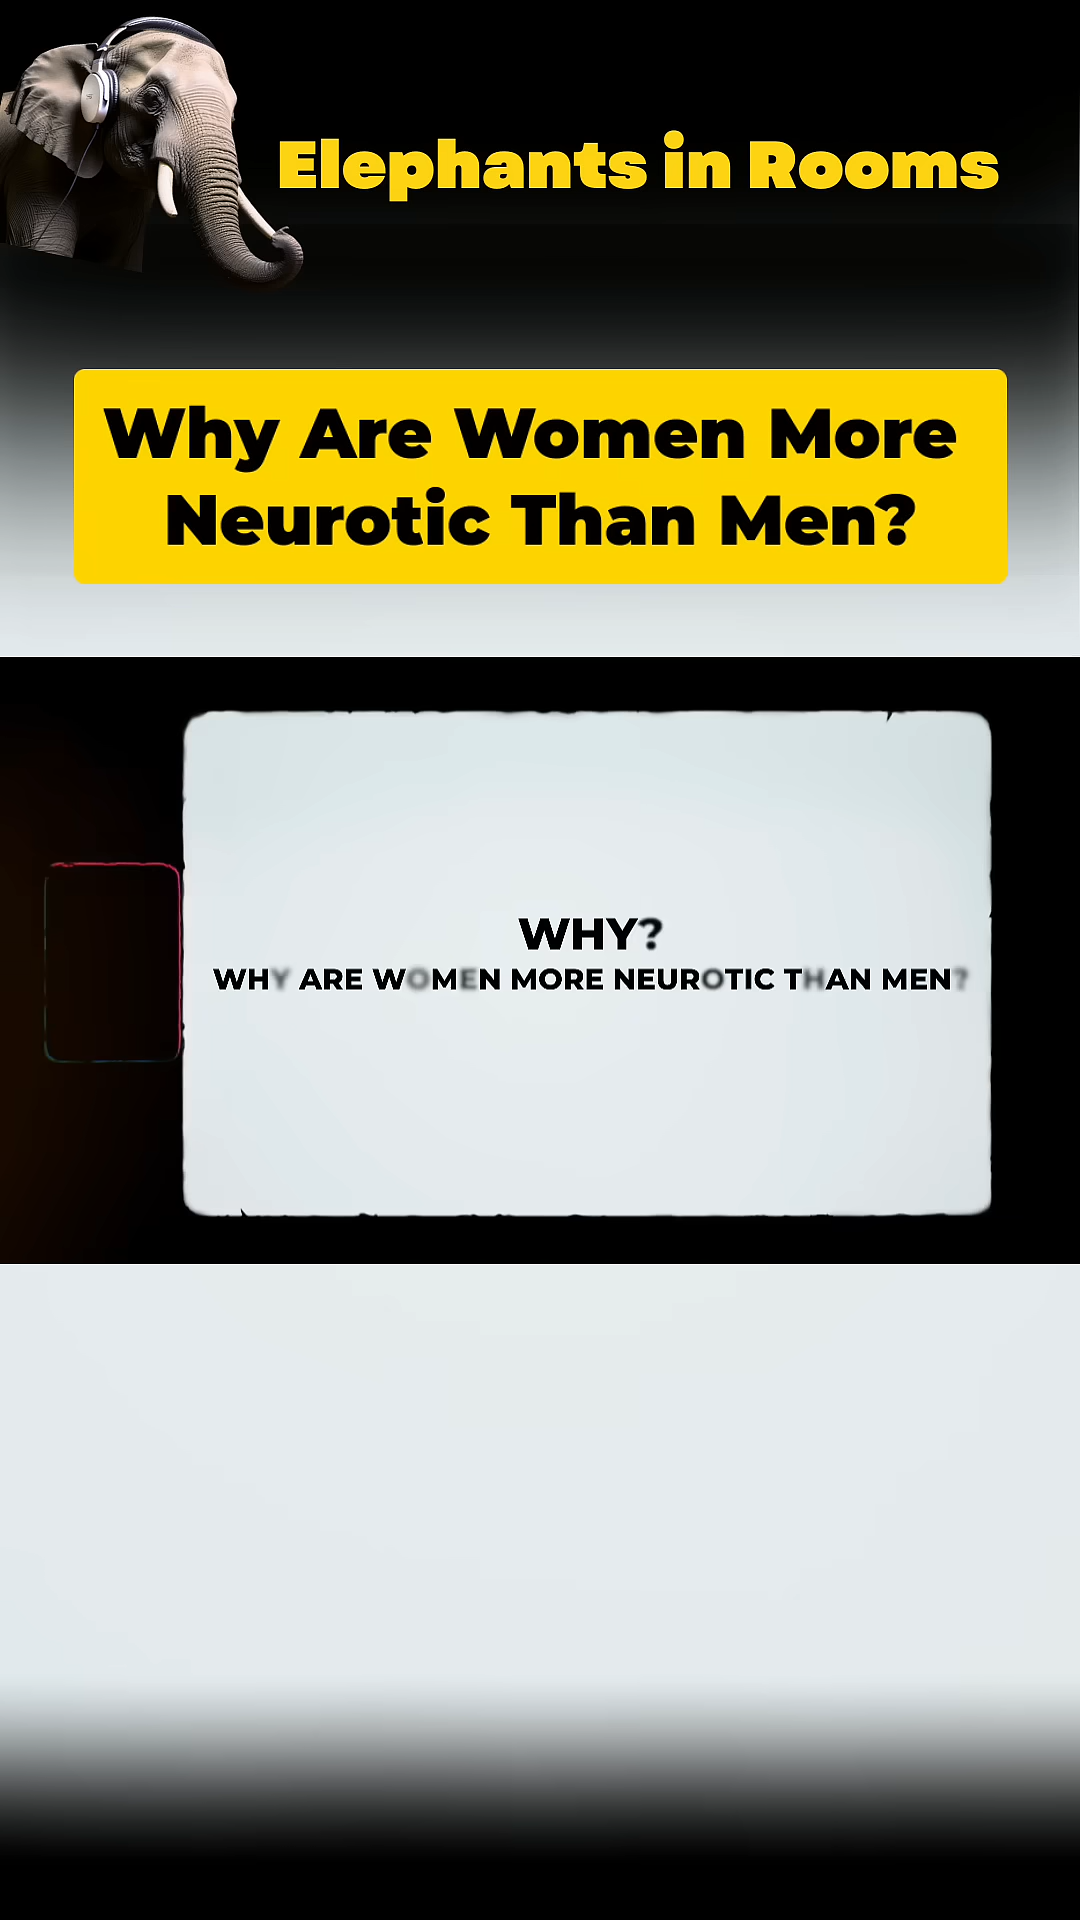 Elephants in Rooms
Why Are Women More
Neurotic Than Men?
WHY?
WHY ARE WOMEN MORE NEUROTIC THAN MEN?